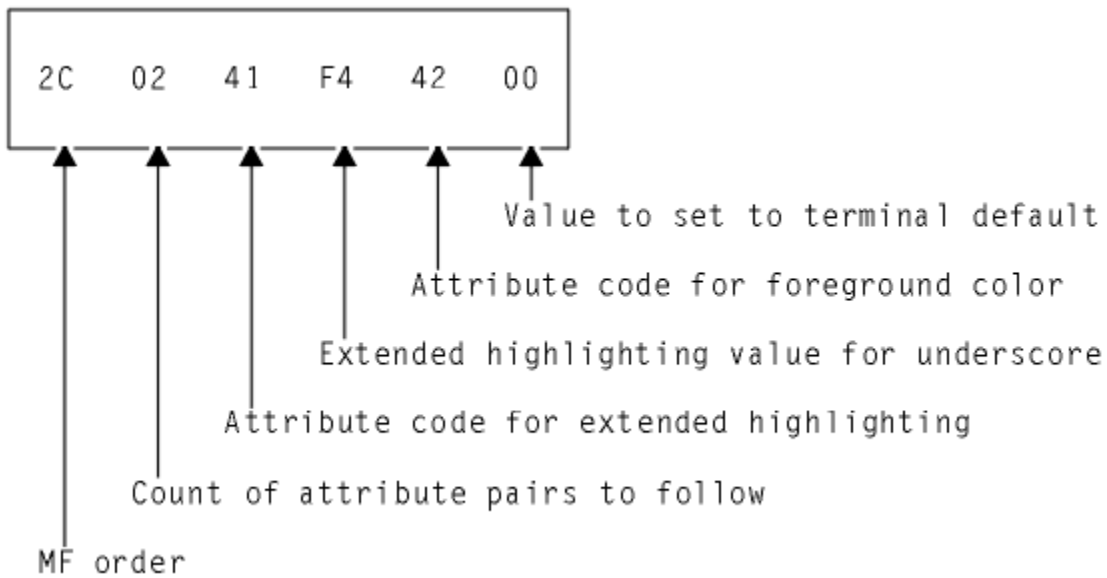 2C 02 41 F4 42 00
Value to set to terminal default
Attribute code for foreground color
Extended highlighting value for underscore
Attribute code for extended highlighting
Count of attribute pairs to follow
MF order